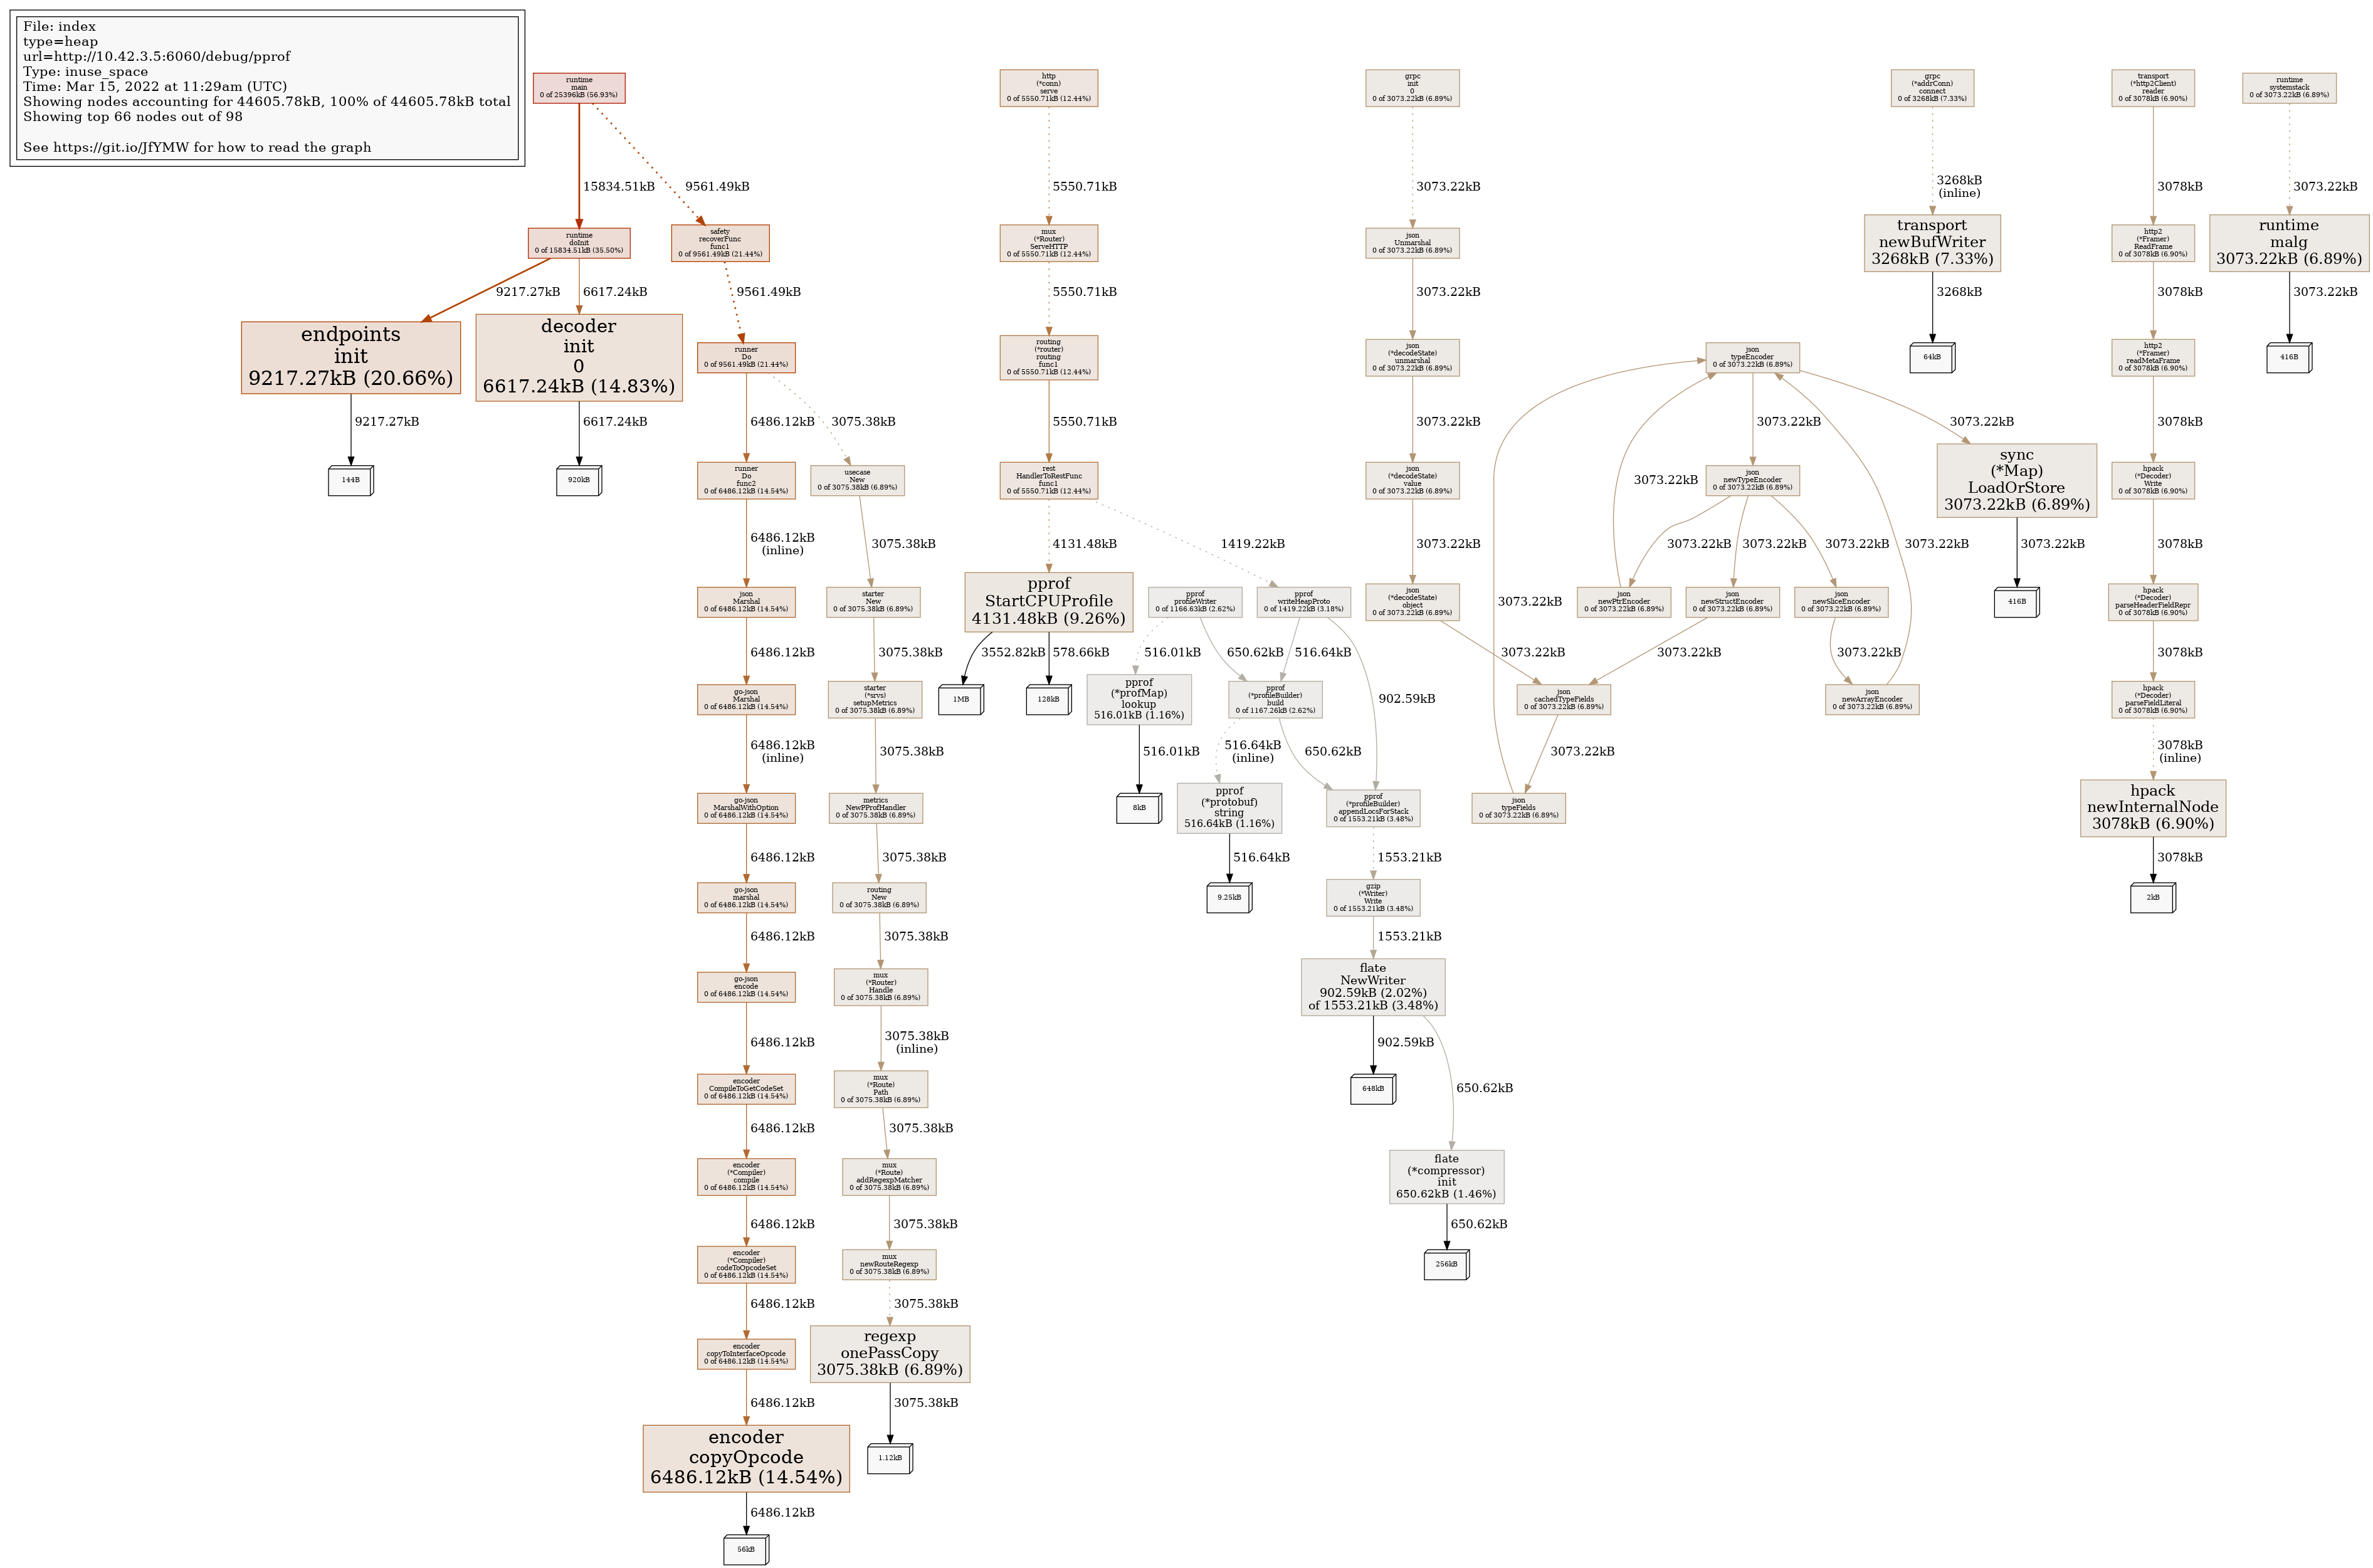 File: index
type=heap
url=http://10.42.3.5:6060/debug/pprof
Type: inuse_space
Time: Mar 15, 2022 at 11:29am (UTC)
Showing nodes accounting for 44605.78kB, 100% of 44605.78kB total
Showing top 66 nodes out of 98
See https://git.io/JfYMW for how to read the graph
runtime
main
0 of 25396kB (56.93%)
15834.51kB
9561.49kB
runtime
doInit
0 of 15834.51kB (35.50%)
safety
recoverFunc
func1
0 of 9561.49kB (21.44%)
9217.27kB
6617.24kB
9561.49kB
endpoints
init
9217.27kB (20.66%)
9217.27kB
144B
decoder
init
0
6617.24kB (14.83%)
6617.24kB
920kB
runner
Do
0 of 9561.49kB (21.44%)
6486.12kB
3075.38kB
runner
Do
func2
0 of 6486.12kB (14.54%)
6486.12kB
(inline)
json
Marshal
0 of 6486.12kB (14.54%)
6486.12kB
go-json
Marshal
0 of 6486.12kB (14.54%)
6486.12kB
(inline)
go-json
MarshalWithOption
0 of 6486.12kB (14.54%)
6486.12kB
go-json
marshal
0 of 6486.12kB (14.54%)
6486.12kB
go-json
encode
0 of 6486.12kB (14.54%)
6486.12kB
encoder
CompileToGetCodeSet
0 of 6486.12kB (14.54%)
6486.12kB
encoder
(*Compiler)
compile
0 of 6486.12kB (14.54%)
6486.12kB
encoder
(*Compiler)
codeToOpcodeSet
0 of 6486.12kB (14.54%)
6486.12kB
encoder
copyToInterfaceOpcode
0 of 6486.12kB (14.54%)
6486.12kB
encoder
copyOpcode
6486.12kB (14.54%)
6486.12kB
56kB
usecase
New
0 of 3075.38kB (6.89%)
3075.38kB
starter
New
0 of 3075.38kB (6.89%)
3075.38kB
starter
(*srvs)
setupMetrics
0 of 3075.38kB (6.89%)
3075.38kB
metrics
NewPProfHandler
0 of 3075.38kB (6.89%)
3075.38kB
routing
New
0 of 3075.38kB (6.89%)
3075.38kB
mux
(*Router)
Handle
0 of 3075.38kB (6.89%)
3075.38kB
(inline)
mux
(*Route)
Path
0 of 3075.38kB (6.89%)
3075.38kB
mux
(*Route)
addRegexpMatcher
0 of 3075.38kB (6.89%)
3075.38kB
mux
newRouteRegexp
0 of 3075.38kB (6.89%)
3075.38kB
regexp
onePassCopy
3075.38kB (6.89%)
3075.38kB
1.12kB
http
(*conn)
serve
0 of 5550.71kB (12.44%)
5550.71kB
mux
(*Router)
ServeHTTP
0 of 5550.71kB (12.44%)
5550.71kB
routing
(*router)
routing
func1
0 of 5550.71kB (12.44%)
5550.71kB
rest
HandlerToRestFunc
func1
0 of 5550.71kB (12.44%)
4131.48kB
1419.22kB
pprof
StartCPUProfile
4131.48kB (9.26%)
3552.82kB
578.66kB
1MB
128kB
pprof
profileWriter
0 of 1166.63kB (2.62%)
pprof
writeHeapProto
0 of 1419.22kB (3.18%)
516.01kB
650.62kB
516.64kB
902.59kB
pprof
(*profMap)
lookup
516.01kB (1.16%)
516.01kB
8kB
pprof
(*profileBuilder)
build
0 of 1167.26kB (2.62%)
516.64kB
(inline)
650.62kB
pprof
(*protobuf)
string
516.64kB (1.16%)
516.64kB
9.25kB
pprof
(*profileBuilder)
appendLocsForStack
0 of 1553.21kB (3.48%)
1553.21kB
gzip
(*Writer)
Write
0 of 1553.21kB (3.48%)
1553.21kB
flate
NewWriter
902.59kB (2.02%)
of 1553.21kB (3.48%)
902.59kB
650.62kB
648kB
flate
(*compressor)
init
650.62kB (1.46%)
650.62kB
256kB
grpc
init
0
0 of 3073.22kB (6.89%)
3073.22kB
json
Unmarshal
0 of 3073.22kB (6.89%)
3073.22kB
json
(*decodeState)
unmarshal
0 of 3073.22kB (6.89%)
3073.22kB
json
(*decodeState)
value
0 of 3073.22kB (6.89%)
3073.22kB
json
(*decodeState)
object
0 of 3073.22kB (6.89%)
3073.22kB
json
cachedTypeFields
0 of 3073.22kB (6.89%)
3073.22kB
json
typeFields
0 of 3073.22kB (6.89%)
3073.22kB
json
typeEncoder
0 of 3073.22kB (6.89%)
3073.22kB
3073.22kB
json
newTypeEncoder
0 of 3073.22kB (6.89%)
3073.22kB
3073.22kB
3073.22kB
3073.22kB
3073.22kB
json
newPtrEncoder
0 of 3073.22kB (6.89%)
json
newStructEncoder
0 of 3073.22kB (6.89%)
json
newSliceEncoder
0 of 3073.22kB (6.89%)
3073.22kB
3073.22kB
json
newArrayEncoder
0 of 3073.22kB (6.89%)
sync
(*Map)
LoadOrStore
3073.22kB (6.89%)
3073.22kB
416B
grpc
(*addrConn)
connect
0 of 3268kB (7.33%)
3268kB
(inline)
transport
newBufWriter
3268kB (7.33%)
3268kB
64kB
transport
(*http2Client)
reader
0 of 3078kB (6.90%)
3078kB
http2
(*Framer)
ReadFrame
0 of 3078kB (6.90%)
3078kB
http2
(*Framer)
readMetaFrame
0 of 3078kB (6.90%)
3078kB
hpack
(*Decoder)
Write
0 of 3078kB (6.90%)
3078kB
hpack
(*Decoder)
parseHeaderFieldRepr
0 of 3078kB (6.90%)
3078kB
hpack
(*Decoder)
parseFieldLiteral
0 of 3078kB (6.90%)
3078kB
(inline)
hpack
newInternalNode
3078kB (6.90%)
3078kB
2kB
runtime
systemstack
0 of 3073.22kB (6.89%)
3073.22kB
runtime
malg
3073.22kB (6.89%)
3073.22kB
416B